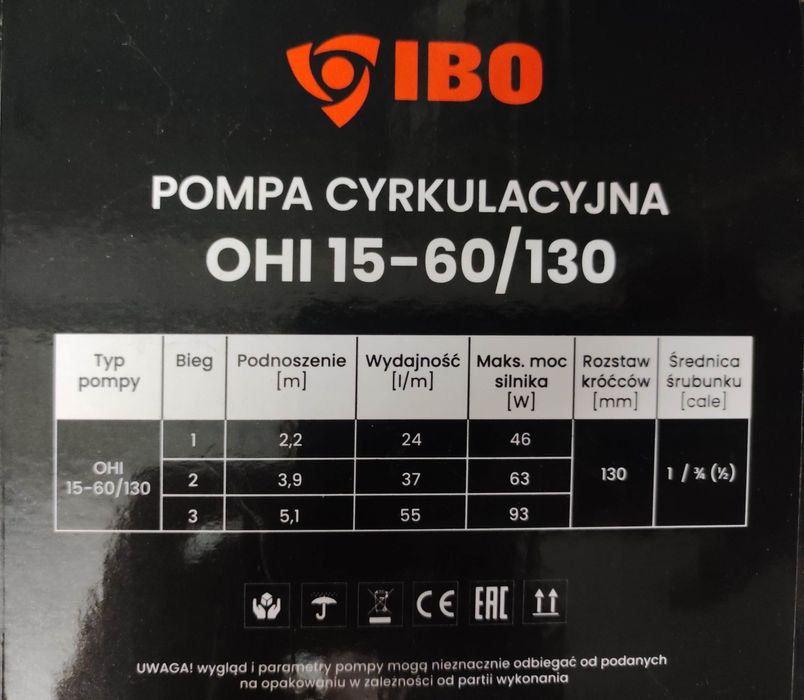 IBO
POMPA CYRKULACYJNA
OHI 15-60/130
Typ pompy Bieg Podnoszenie [m] Wydajność [l/m] Maks. moc silnika [W] Rozstaw króćców [mm] Średnica śrubunku [cale]
OHI 15-60/130 1 2,2 24 46 130 1 / ¾ (½)
2 3,9 37 63
3 5,1 55 93
CE EAC
UWAGA! wygląd i parametry pompy mogą nieznacznie odbiegać od podanych
na opakowaniu w zależności od partii wykonania